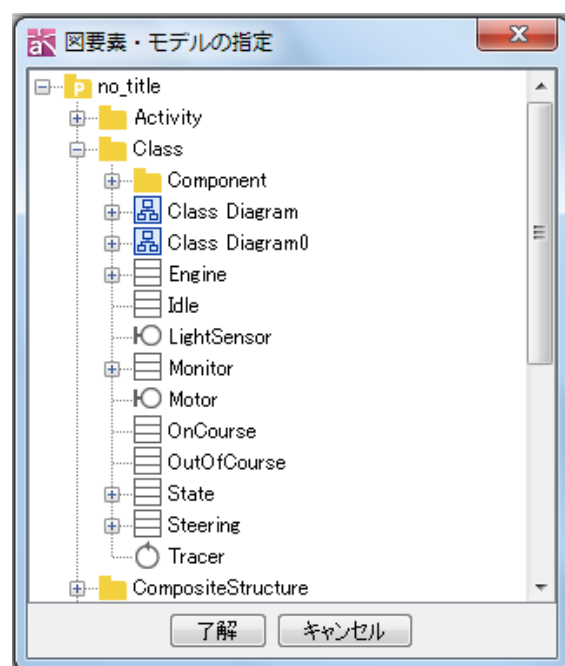 図要素・モデルの指定
no_title
Activity
Class
Component
Class Diagram
Class Diagram0
Engine
Idle
LightSensor
Monitor
Motor
OnCourse
OutOfCourse
State
Steering
Tracer
CompositeStructure
了解 キャンセル